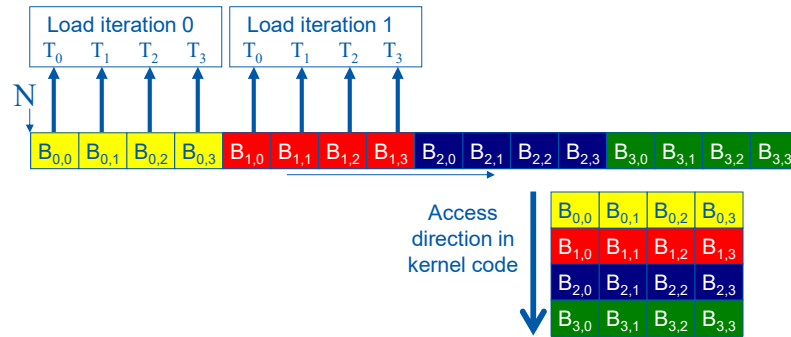 Load iteration 0
T0 T1 T2 T3
Load iteration 1
T0 T1 T2 T3
N
B0,0 B0,1 B0,2 B0,3 B1,0 B1,1 B1,2 B1,3 B2,0 B2,1 B2,2 B2,3 B3,0 B3,1 B3,2 B3,3
Access
direction in
kernel code
B0,0 B0,1 B0,2 B0,3
B1,0 B1,1 B1,2 B1,3
B2,0 B2,1 B2,2 B2,3
B3,0 B3,1 B3,2 B3,3